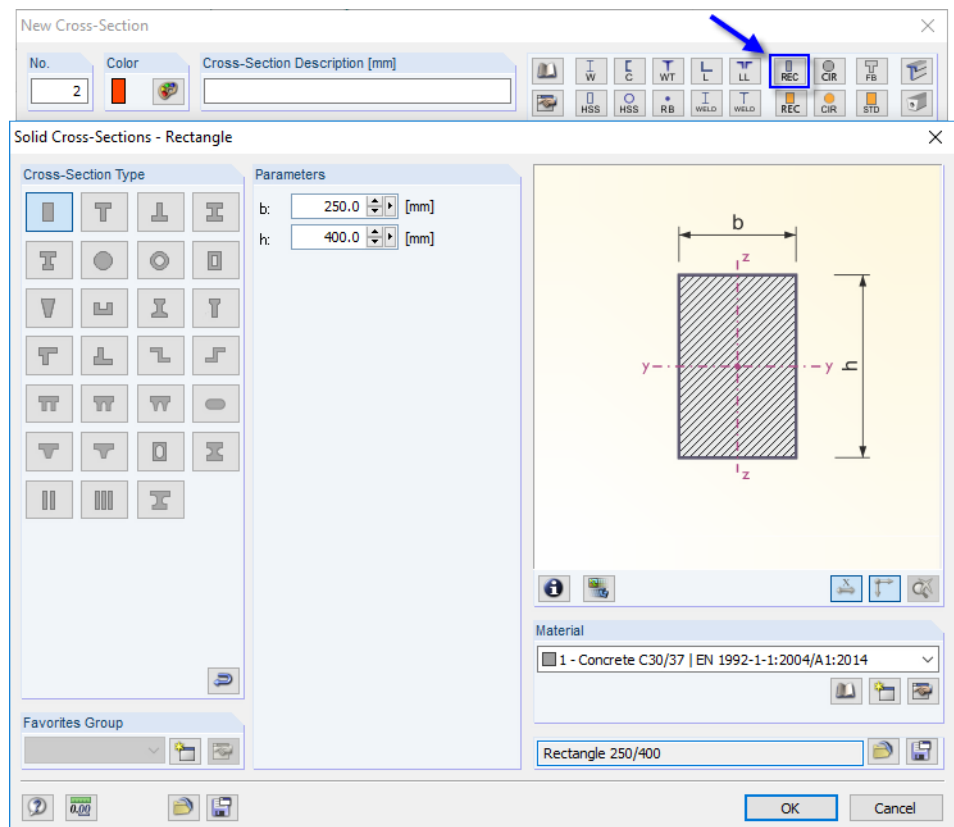 New Cross-Section
No. Color Cross-Section Description [mm]
2
W C WT L LL REC CIR FB
HSS HSS RB WELD WELD REC CIR STD
Solid Cross-Sections - Rectangle
Cross-Section Type
Parameters
b: 250.0 [mm]
h: 400.0 [mm]
b
z
y y h
z
x
Material
1 - Concrete C30/37 | EN 1992-1-1:2004/A1:2014
Favorites Group
Rectangle 250/400
0.00
OK Cancel